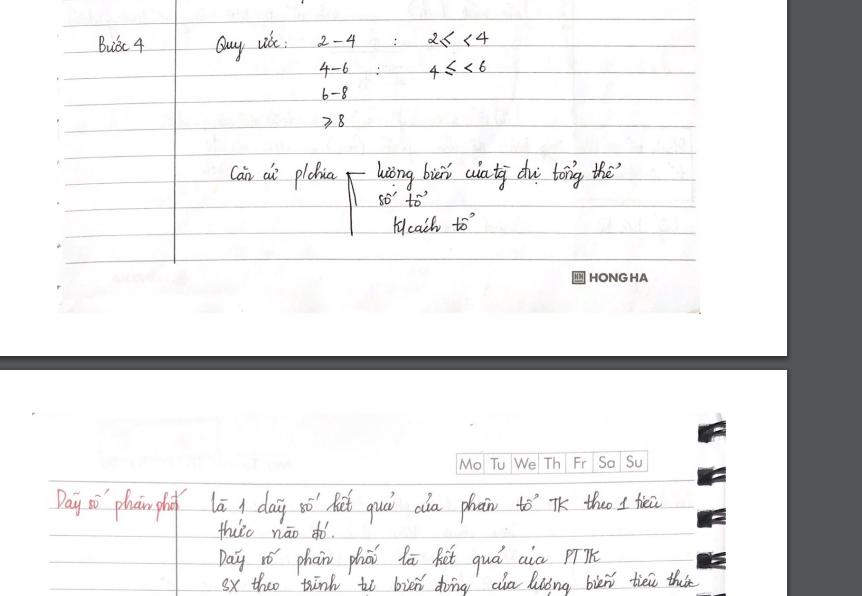 Bước 4 Quy ước: 2-4 : 2≤ <4
4-6 : 4≤ <6
6-8
≥8
Căn cứ p/chia lượng biến của tg đvị tổng thể
số tổ
K/cách tổ
HONG HA
Mo Tu We Th Fr Sa Su
Dãy số phân phối là 1 dãy số kết quả của phân tổ TK theo 1 tiêu
thức nào đó.
Dãy số phân phối là kết quả của PTTK
SX theo trình tự biến động của lượng biến tiêu thức